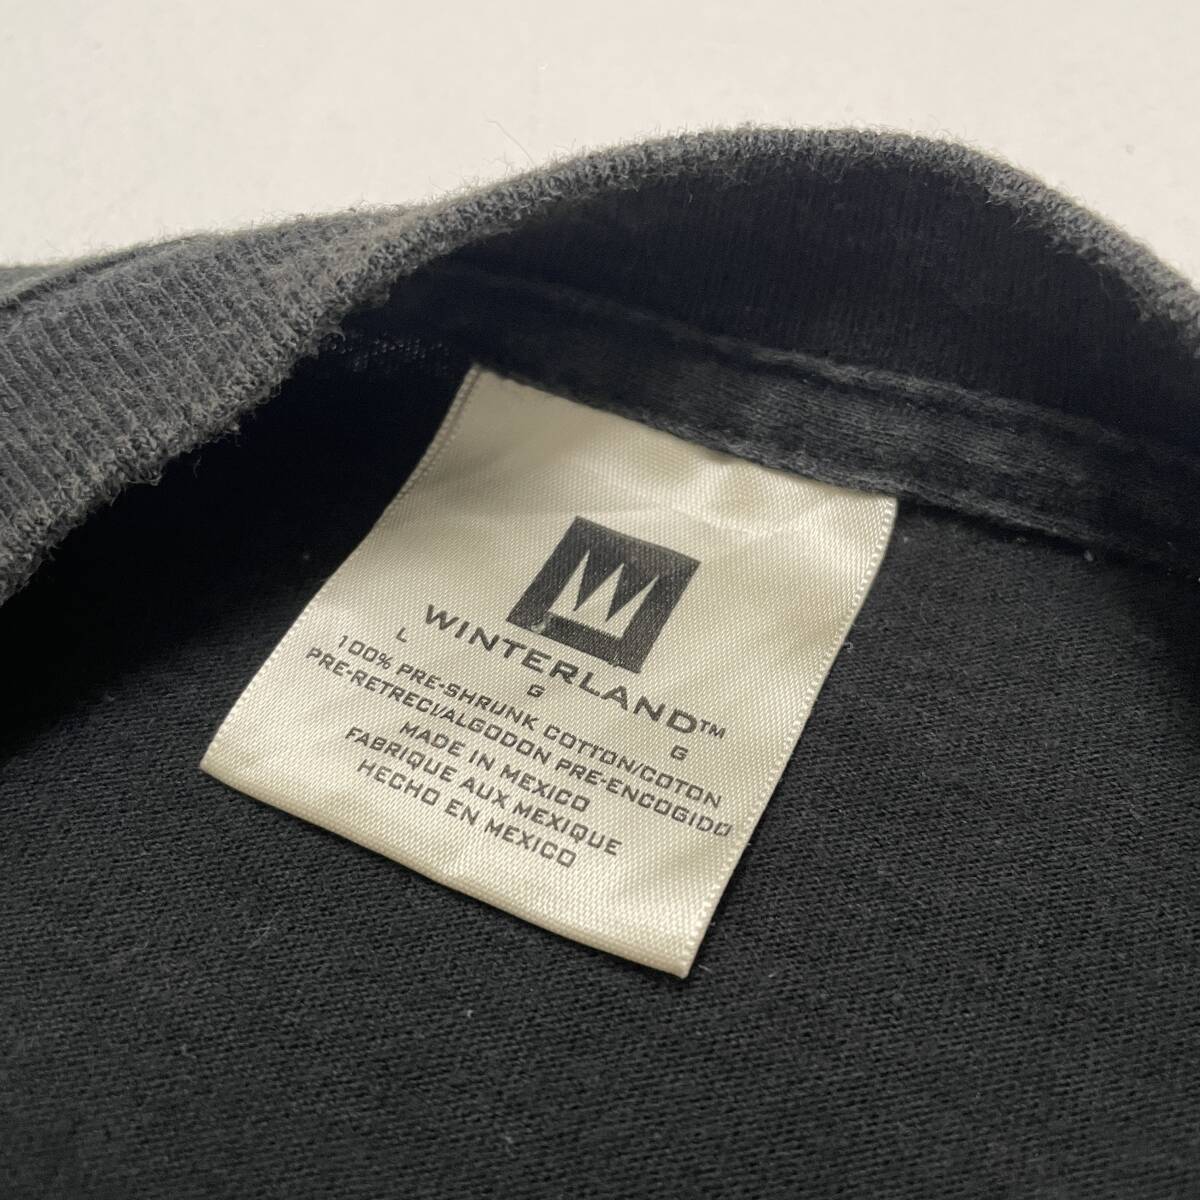 WINTERLAND™
L G G
100% PRE-SHRUNK COTTON/COTON
PRE-RETRECI/ALGODON PRE-ENCOGIDO
MADE IN MEXICO
FABRIQUE AUX MEXIQUE
HECHO EN MEXICO